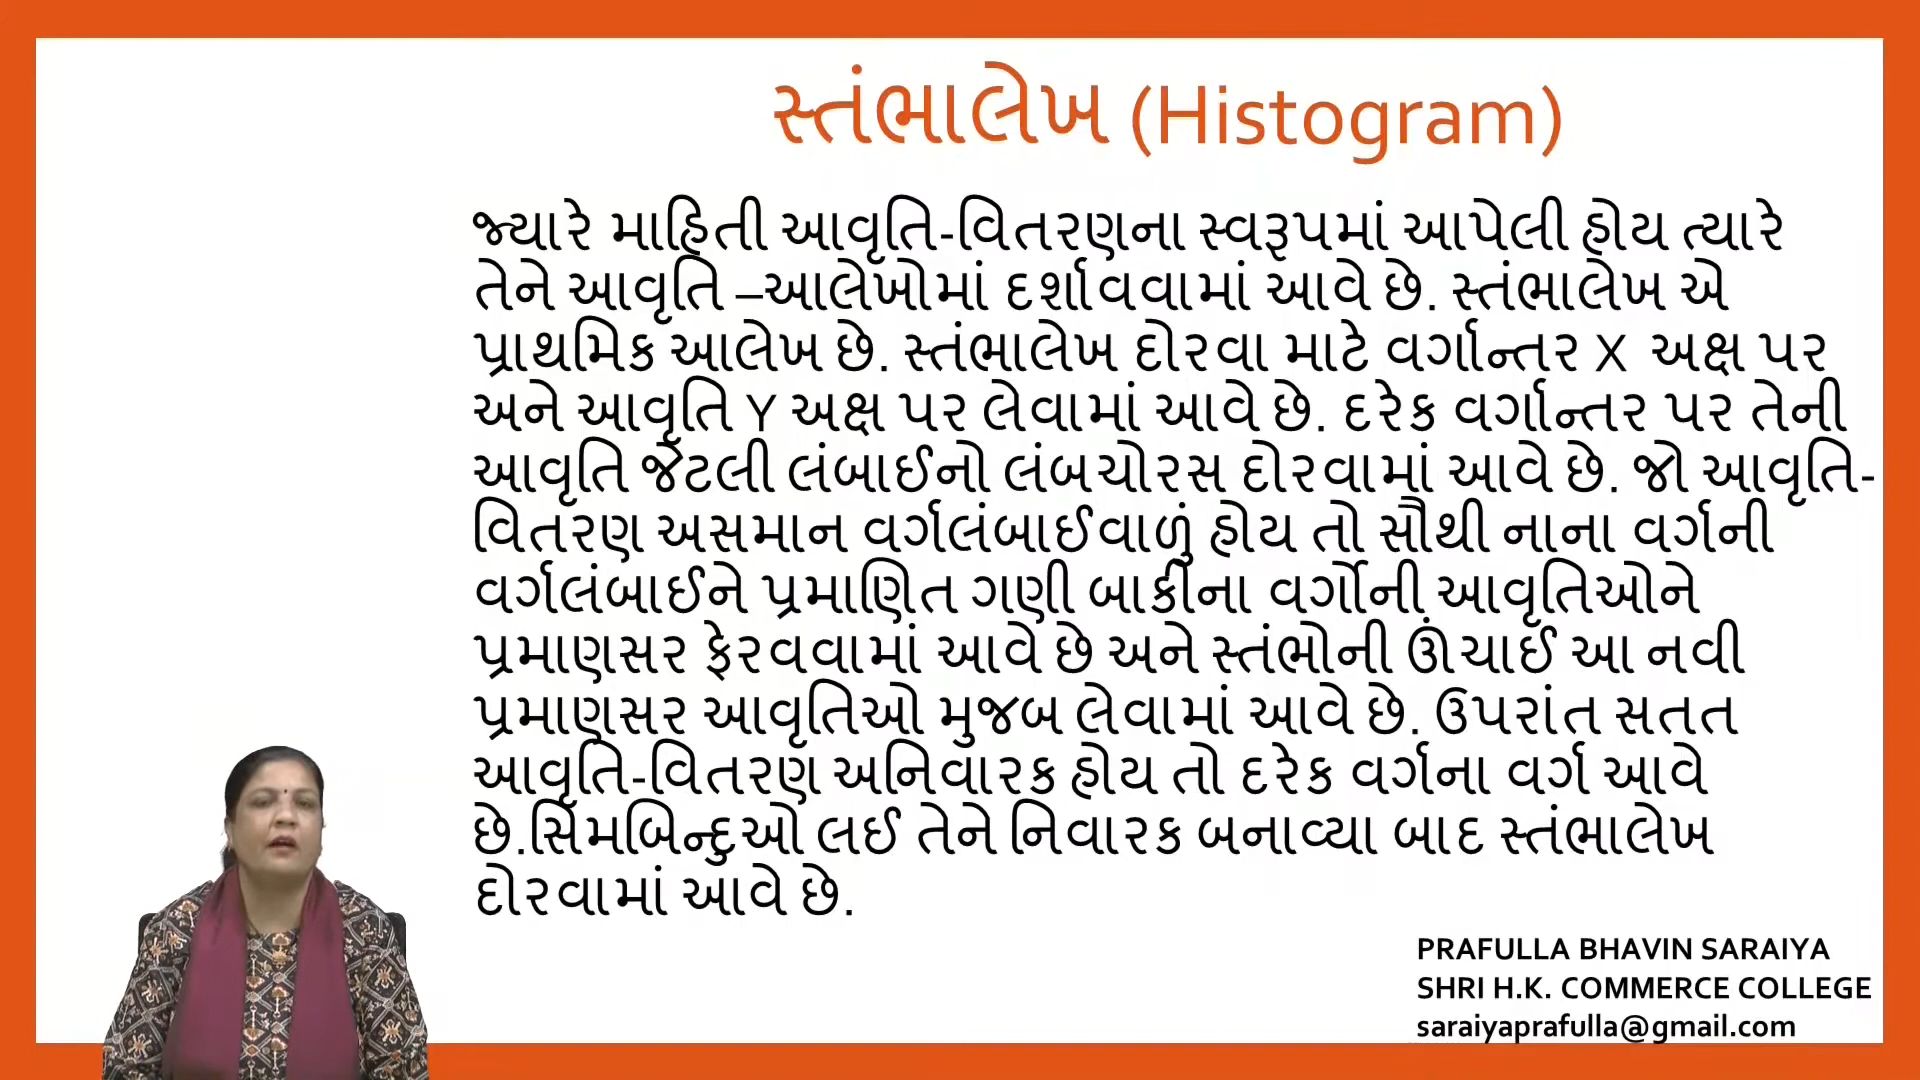 સ્તંભાલેખ (Histogram)
જ્યારે માહિતી આવૃતિ-વિતરણના સ્વરૂપમાં આપેલી હોય ત્યારે
તેને આવૃતિ –આલેખોમાં દર્શાવવામાં આવે છે. સ્તંભાલેખ એ
પ્રાથમિક આલેખ છે. સ્તંભાલેખ દોરવા માટે વર્ગાન્તર X અક્ષ પર
અને આવૃતિ Y અક્ષ પર લેવામાં આવે છે. દરેક વર્ગાન્તર પર તેની
આવૃતિ જેટલી લંબાઈનો લંબચોરસ દોરવામાં આવે છે. જો આવૃતિ-
વિતરણ અસમાન વર્ગલંબાઈવાળું હોય તો સૌથી નાના વર્ગની
વર્ગલંબાઈને પ્રમાણિત ગણી બાકીના વર્ગોની આવૃતિઓને
પ્રમાણસર ફેરવવામાં આવે છે અને સ્તંભોની ઊંચાઈ આ નવી
પ્રમાણસર આવૃતિઓ મુજબ લેવામાં આવે છે. ઉપરાંત સતત
આવૃતિ-વિતરણ અનિવારક હોય તો દરેક વર્ગના વર્ગ આવે
છે.સિમબિન્દુઓ લઈ તેને નિવારક બનાવ્યા બાદ સ્તંભાલેખ
દોરવામાં આવે છે.
PRAFULLA BHAVIN SARAIYA
SHRI H.K. COMMERCE COLLEGE
saraiyaprafulla@gmail.com